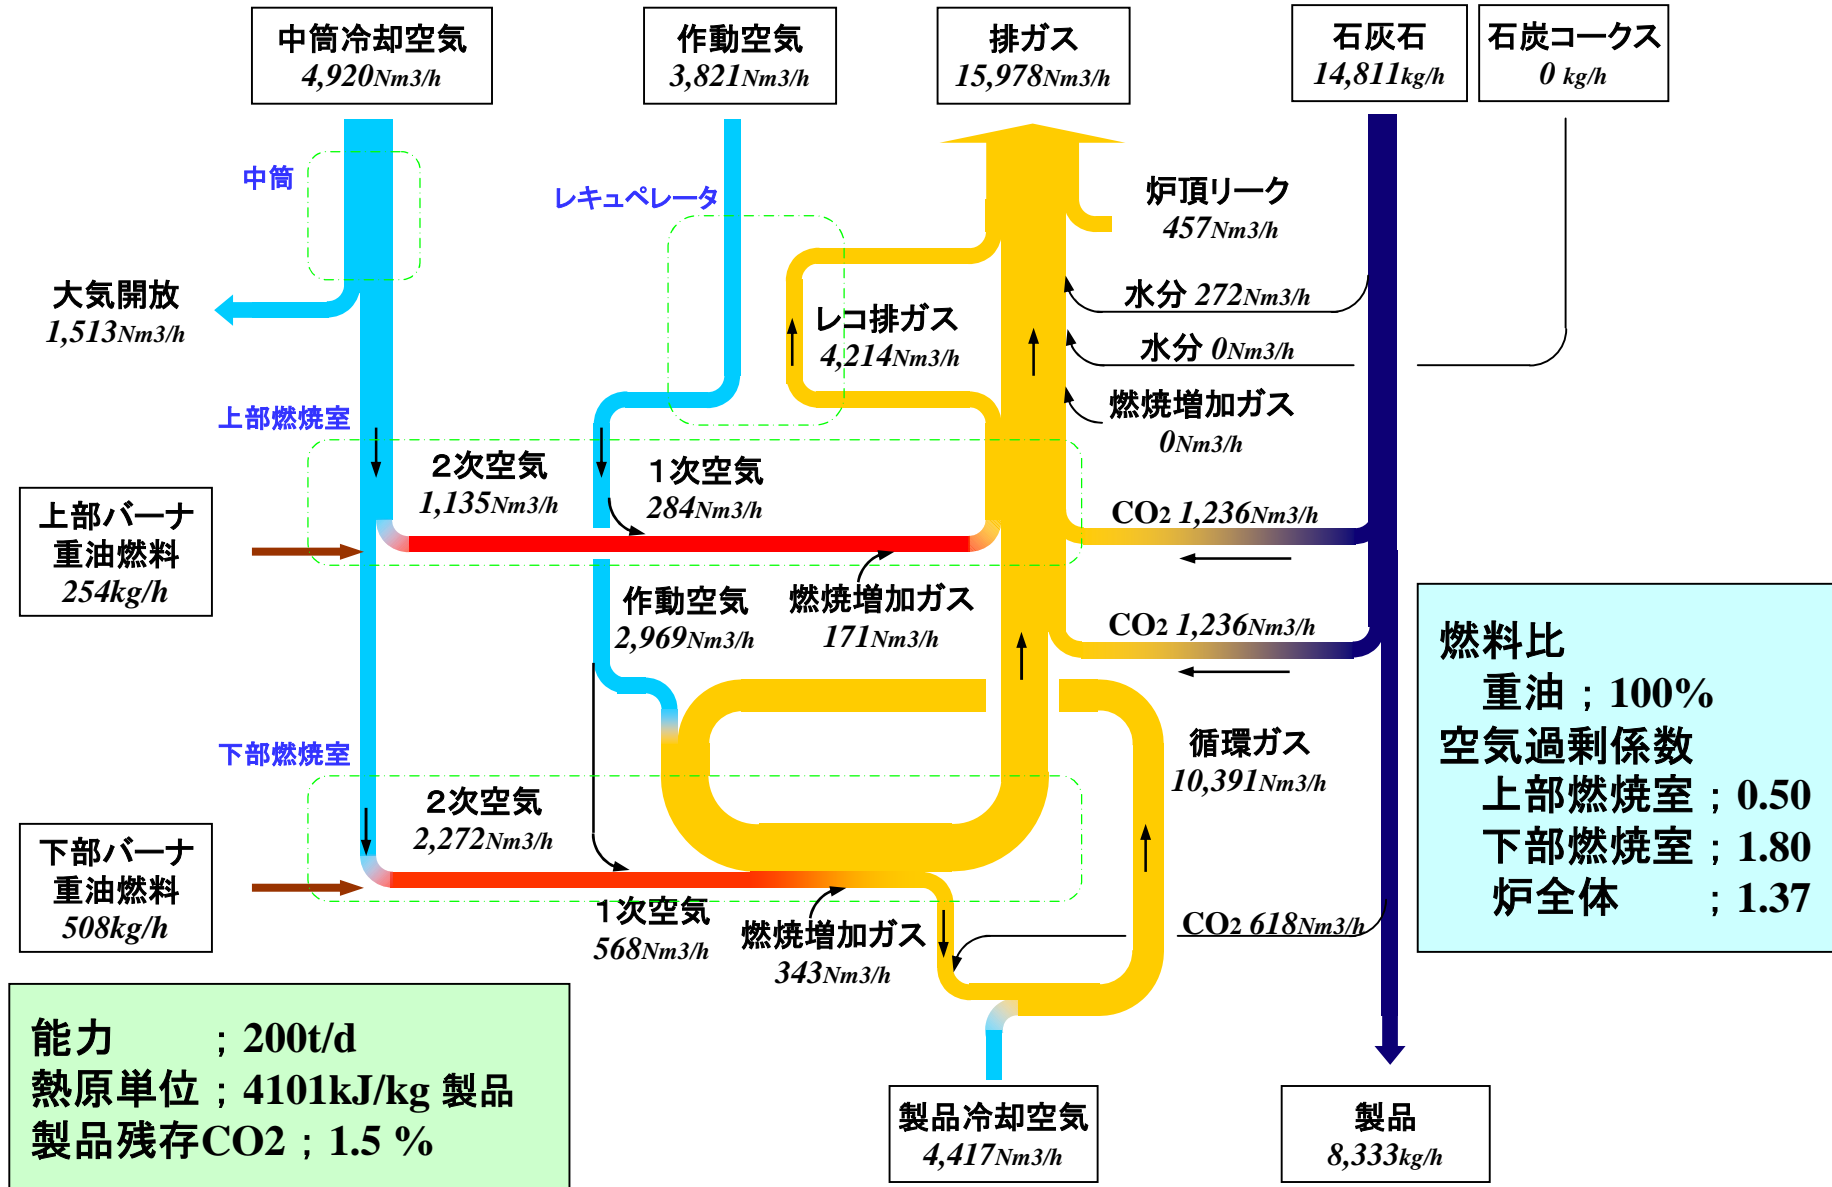 中筒冷却空気
4,920Nm3/h
作動空気
3,821Nm3/h
排ガス
15,978Nm3/h
石灰石
14,811kg/h
石炭コークス
0 kg/h
中筒
レキュペレータ
炉頂リーク
457Nm3/h
大気開放
1,513Nm3/h
水分 272Nm3/h
レコ排ガス
4,214Nm3/h
水分 0Nm3/h
燃焼増加ガス
0Nm3/h
上部燃焼室
2次空気
1,135Nm3/h
1次空気
284Nm3/h
CO2 1,236Nm3/h
上部バーナ
重油燃料
254kg/h
作動空気
2,969Nm3/h
燃焼増加ガス
171Nm3/h
CO2 1,236Nm3/h
燃料比
重油 ; 100%
空気過剰係数
上部燃焼室 ; 0.50
下部燃焼室 ; 1.80
炉全体 ; 1.37
下部燃焼室
循環ガス
10,391Nm3/h
2次空気
2,272Nm3/h
下部バーナ
重油燃料
508kg/h
1次空気
568Nm3/h
燃焼増加ガス
343Nm3/h
CO2 618Nm3/h
能力 ; 200t/d
熱原単位 ; 4101kJ/kg 製品
製品残存CO2 ; 1.5 %
製品冷却空気
4,417Nm3/h
製品
8,333kg/h